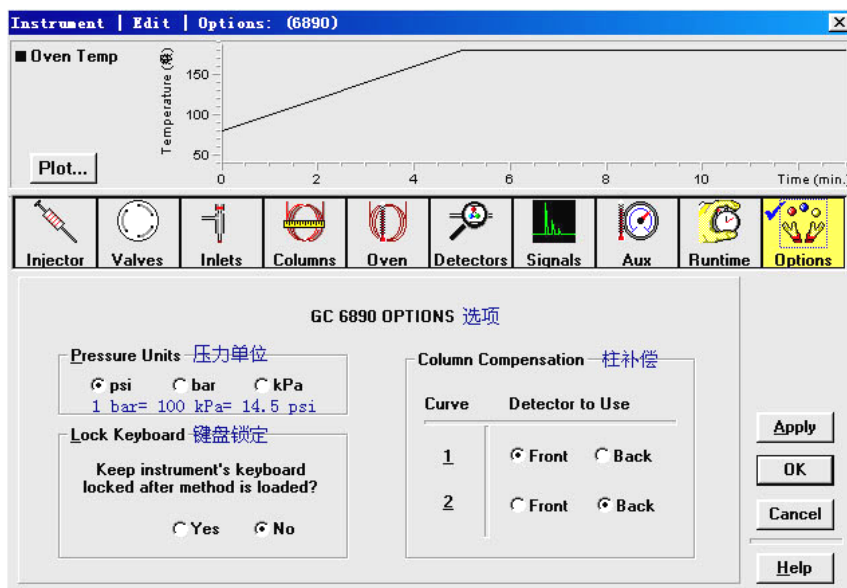 Instrument | Edit | Options: (6890)
Oven Temp
Temperature (
150
100
50
0 2 4 6 8 10 Time (min.)
Plot...
Injector Valves Inlets Columns Oven Detectors Signals Aux Runtime Options
GC 6890 OPTIONS 选项
Pressure Units 压力单位
psi bar kPa
1 bar= 100 kPa= 14.5 psi
Lock Keyboard 键盘锁定
Keep instrument's keyboard
locked after method is loaded?
Yes No
Column Compensation 柱补偿
Curve Detector to Use
1 Front Back
2 Front Back
Apply
OK
Cancel
Help